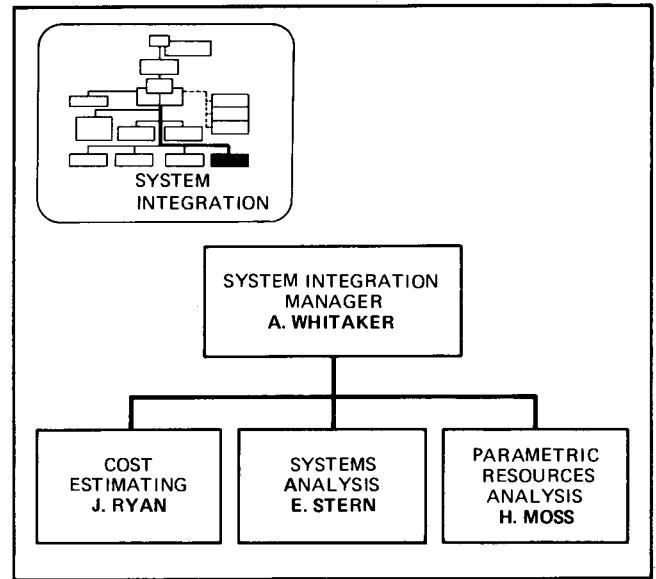 SYSTEM
INTEGRATION
SYSTEM INTEGRATION
MANAGER
A. WHITAKER
COST
ESTIMATING
J. RYAN
SYSTEMS
ANALYSIS
E. STERN
PARAMETRIC
RESOURCES
ANALYSIS
H. MOSS